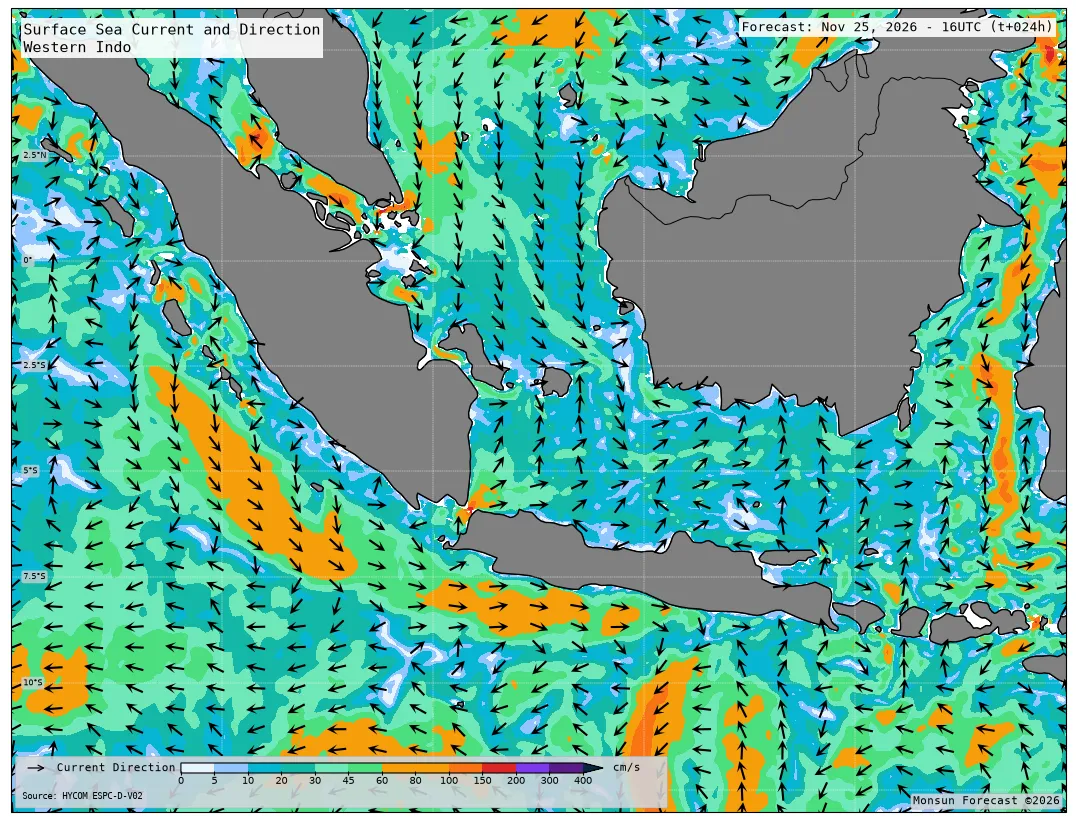 Surface Sea Current and Direction
Western Indo
Forecast: Nov 25, 2026 - 16UTC (t+024h)
2.5°N
0°
2.5°S
5°S
7.5°S
10°S
Current Direction
0 5 10 20 30 45 60 80 100 150 200 300 400 cm/s
Source: HYCOM ESPC-D-V02
Monsun Forecast ©2026